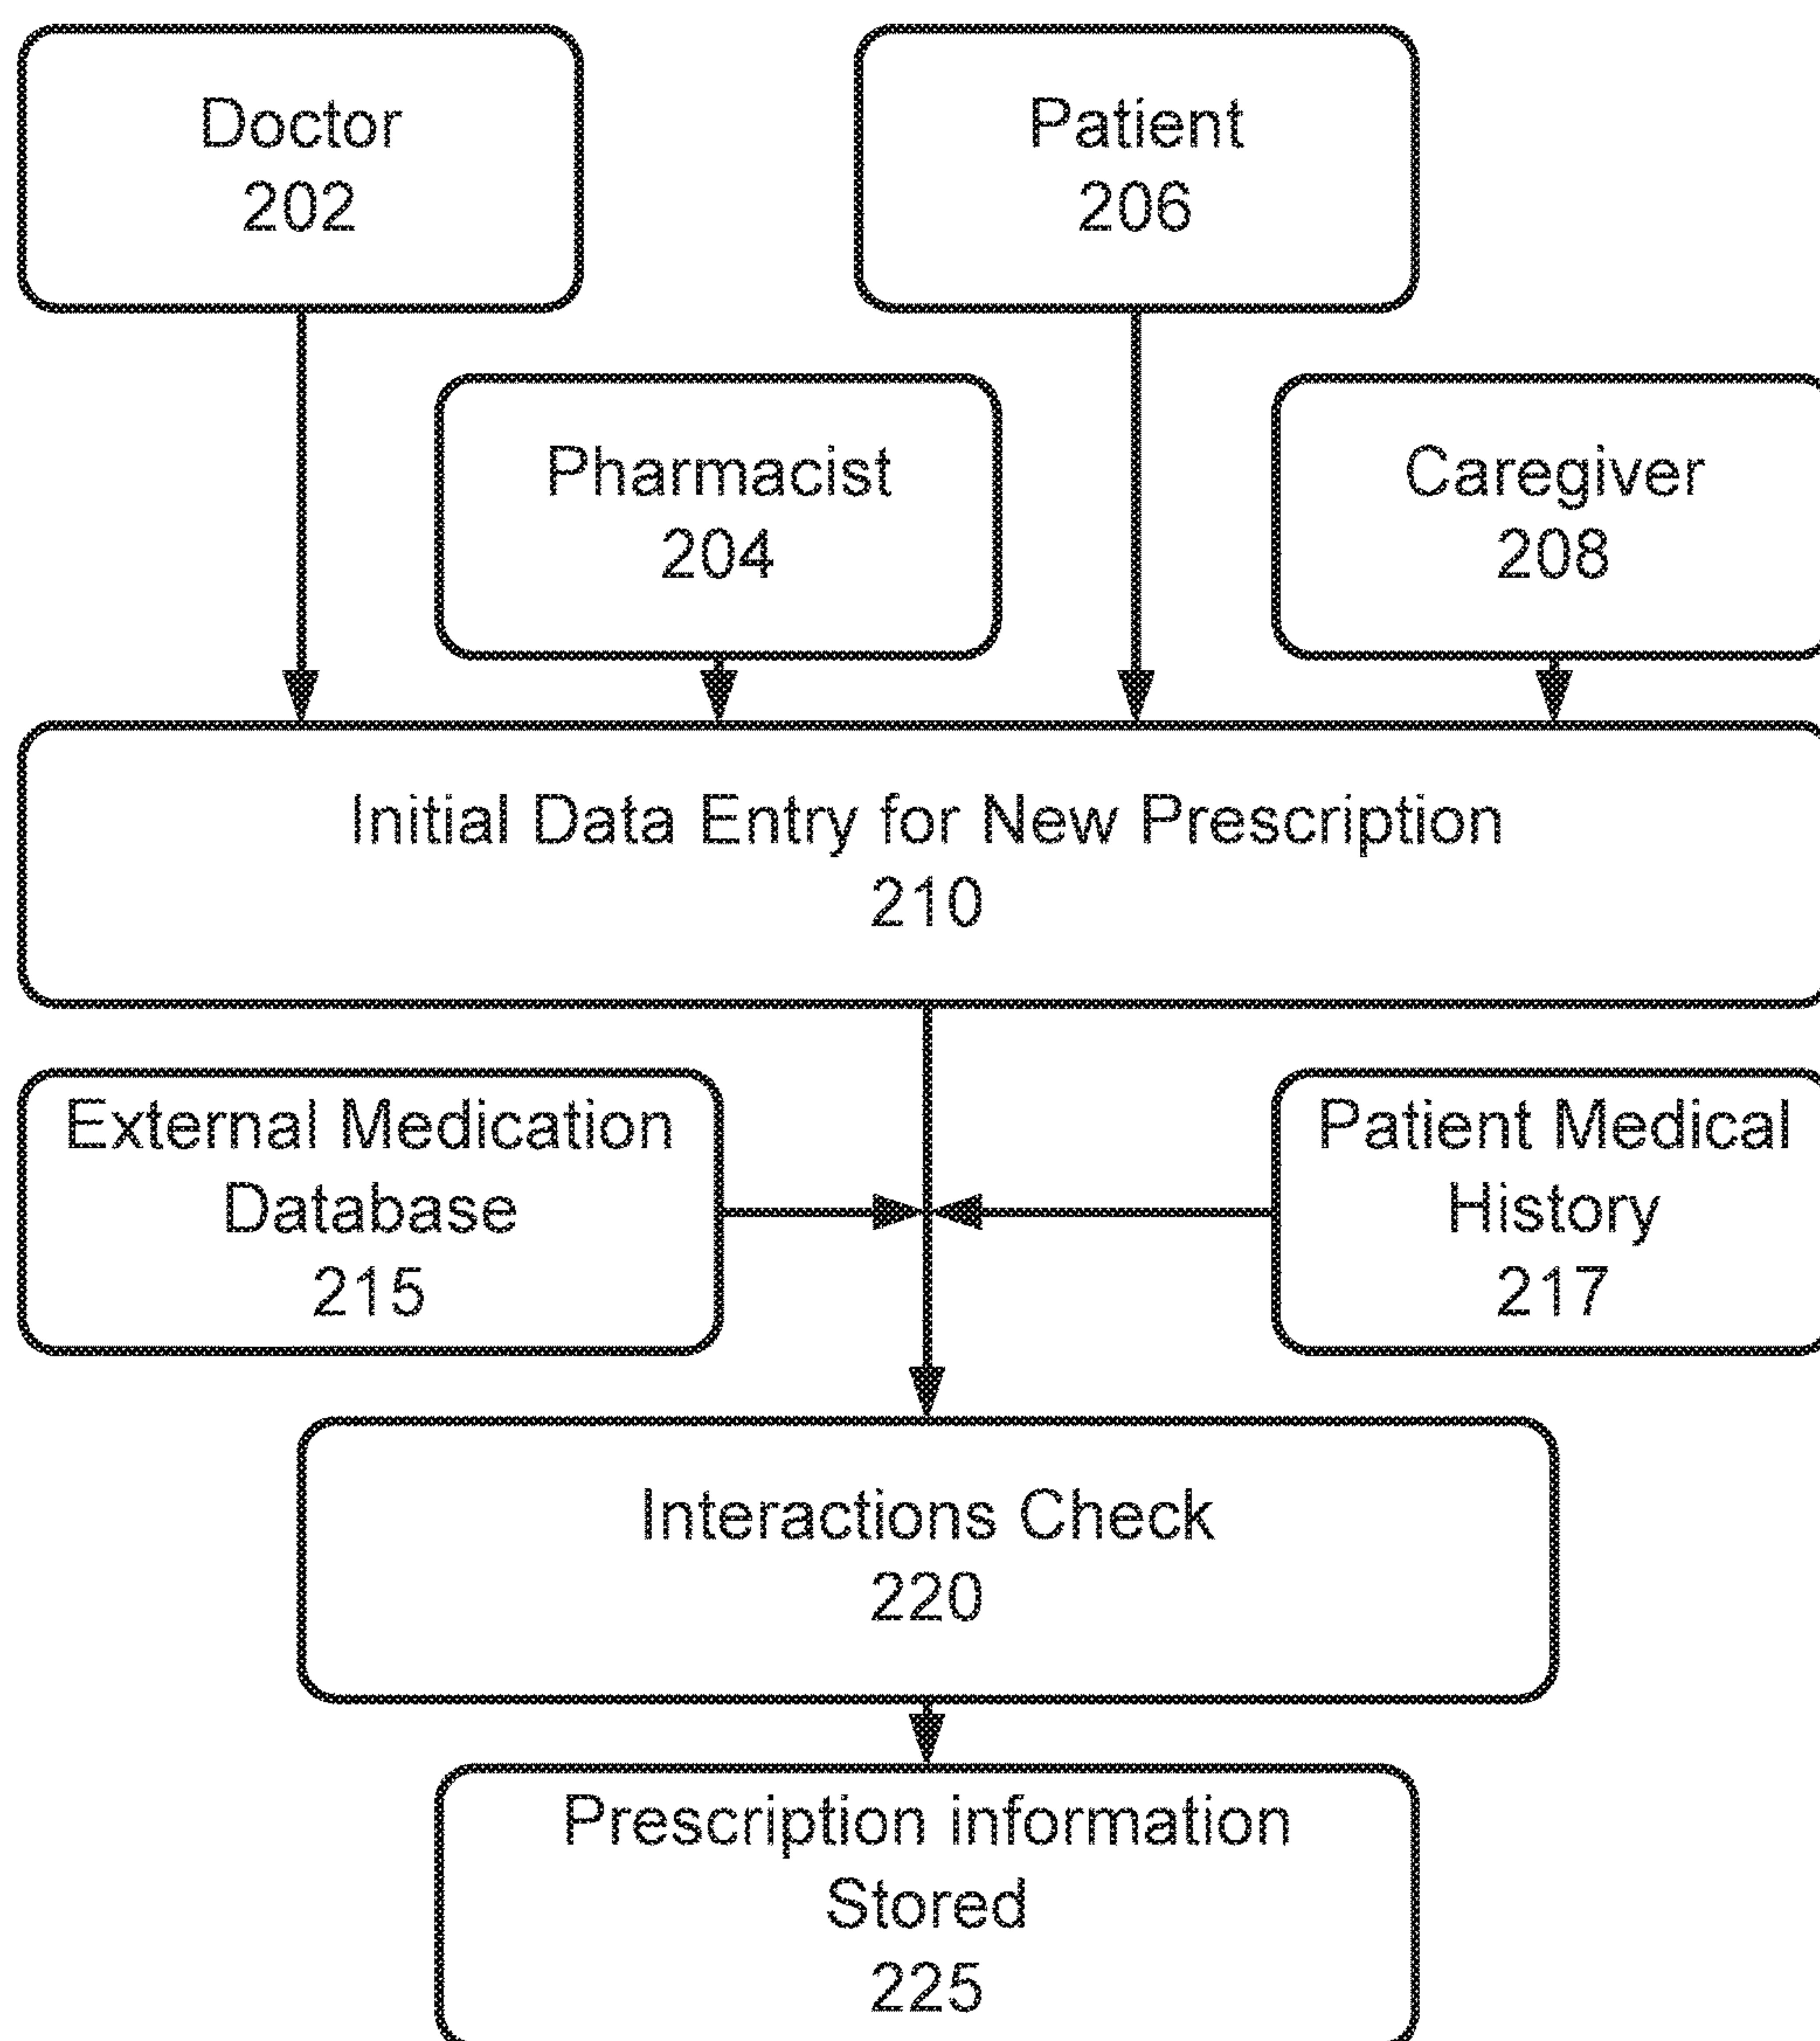 Doctor
202
Patient
206
Pharmacist
204
Caregiver
208
Initial Data Entry for New Prescription
210
External Medication
Database
215
Patient Medical
History
217
Interactions Check
220
Prescription information
Stored
225